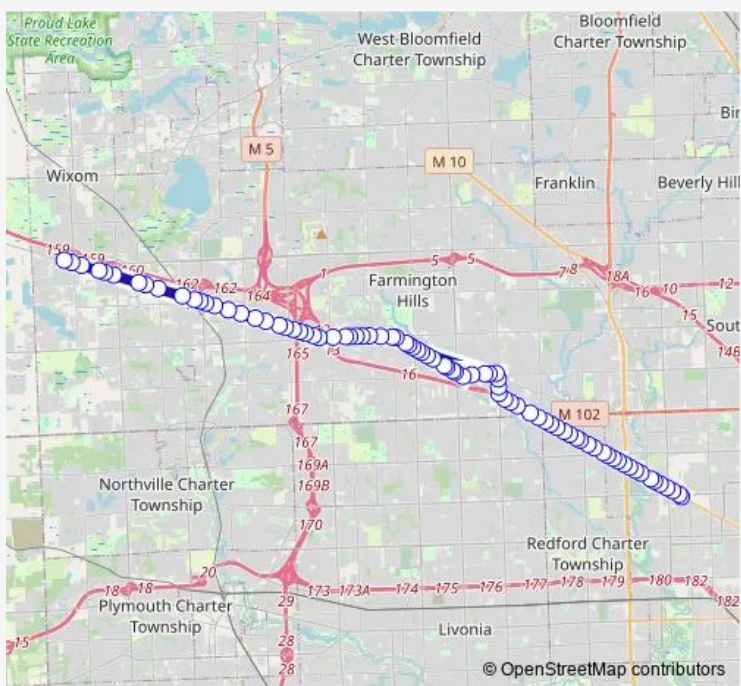 Proud Lake
State Recreation
Area
West Bloomfield
Charter Township
Bloomfield
Charter Township
M 5
M 10
Bir
Wixom
Franklin
Beverly Hill
159
159
160
162
162
164
1
5
5
7
8
18A
16
10
12
15
Sout
14B
Farmington
Hills
165
13
16
M 102
167
167
169A
169B
170
Northville Charter
Township
Redford Charter
Township
20
18
18
173
173A
174
175
176
177
178
179
180
182
182
29
Plymouth Charter
Township
15
Livonia
28
28
© OpenStreetMap contributors